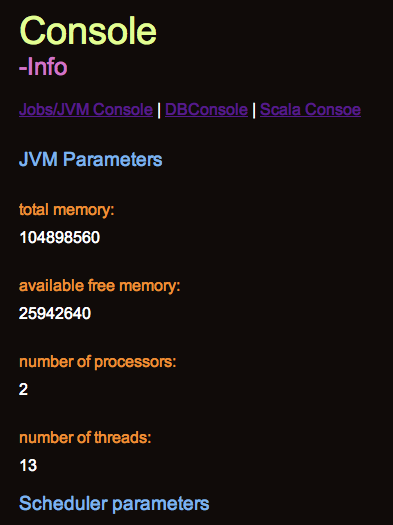 Console
-Info
Jobs/JVM Console | DBConsole | Scala Consoe
JVM Parameters
total memory:
104898560
available free memory:
25942640
number of processors:
2
number of threads:
13
Scheduler parameters